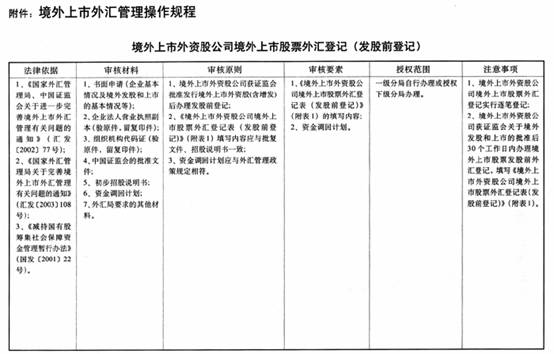 附件：境外上市外汇管理操作规程
境外上市外资股公司境外上市股票外汇登记（发股前登记）
法律依据
1、《国家外汇管
理局、中国证监会
关于进一步完
善境外上市外汇
管理有关问题的
通知》（汇发
[2002] 77号）；
2、《国家外汇管
理局关于完善境
外上市外汇管理
有关问题的通知》
（汇发[2003]108
号）；
3、《减持国有股
筹集社会保障资
金管理暂行办法》
（国发[2001] 22
号）。
审核材料
1、书面申请（企业基本
情况及境外发股和上市
的基本情况等）；
2、企业法人营业执照副
本（验原件，留复印件）；
3、组织机构代码证（验
原件，留复印件）；
4、中国证监会的批准文
件；
5、初步招股说明书；
6、资金调回计划；
7、外汇局要求的其他材
料。
审核原则
1、境外上市外资股公司获证监会
批准发行境外上市外资股（含增发）
后办理发股前登记；
2、《境外上市外资股公司境外上市
股票外汇登记表（发股前登
记）》（附表1）填写内容应与批复文
件、招股说明书一致；
3、资金调回计划应与外汇管理政
策规定相符。
审核要素
1、《境外上市外资股公
司境外上市股票外汇登
记表（发股前登记）》
（附表1）的填写内容；
2、资金调回计划。
授权范围
一级分局自行办理或授权
下级分局办理。
注意事项
1、境外上市外资股公
司境外上市股票外汇
登记实行逐笔登记；
2、境外上市外资股公
司获证监会关于境外
发股和上市的批准后
30个工作日内办理境
外上市股票发股前外
汇登记，填写《境外上
市外资股公司境外上
市股票外汇登记表（发
股前登记）》（附表1）。